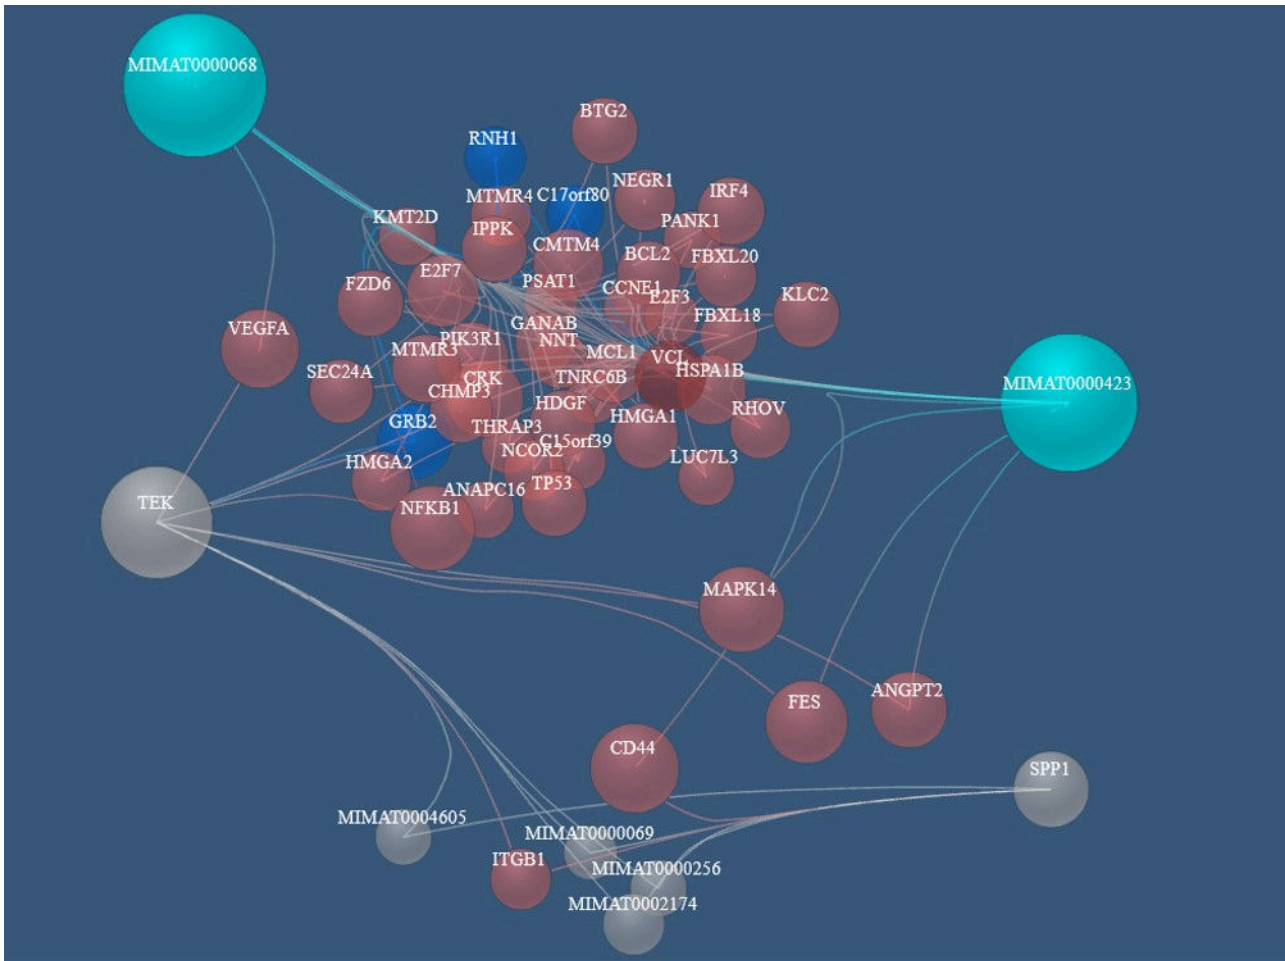 MIMAT0000068
BTG2
RNH1
NEGR1
IRF4
MTMR4
C17orf80
KMT2D
PANK1
IPPK
CMTM4
BCL2
FBXL20
E2F7
FZD6
PSAT1
CCNE1
E2F3
KLC2
FBXL18
VEGFA
GANAB
PIK3R1
NNT
MTMR3
MCL1
VCL
SEC24A
HSPA1B
CRK
TNRC6B
MIMAT0000423
CHMP3
HDGF
RHOV
HMGA1
GRB2
THRAP3
C15orf39
NCOR2
LUC7L3
HMGA2
TP53
ANAPC16
TEK
NFKB1
MAPK14
ANGPT2
FES
CD44
SPP1
MIMAT0004605
MIMAT0000069
ITGB1
MIMAT0000256
MIMAT0002174